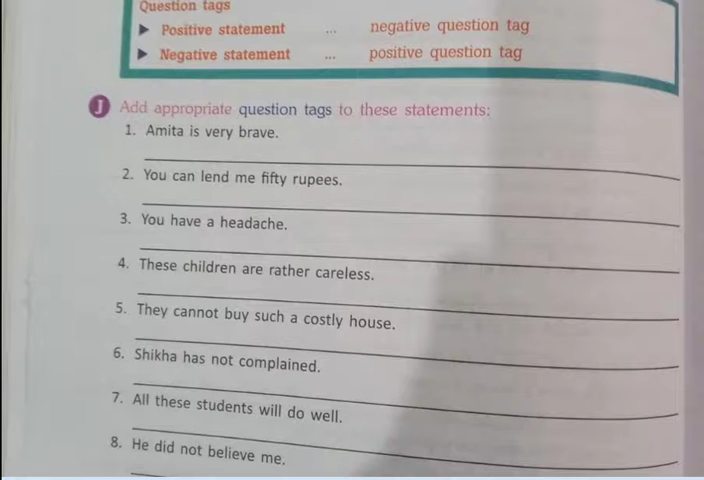 Question tags
▶ Positive statement ... negative question tag
▶ Negative statement ... positive question tag
J Add appropriate question tags to these statements:
1. Amita is very brave.
2. You can lend me fifty rupees.
3. You have a headache.
4. These children are rather careless.
5. They cannot buy such a costly house.
6. Shikha has not complained.
7. All these students will do well.
8. He did not believe me.